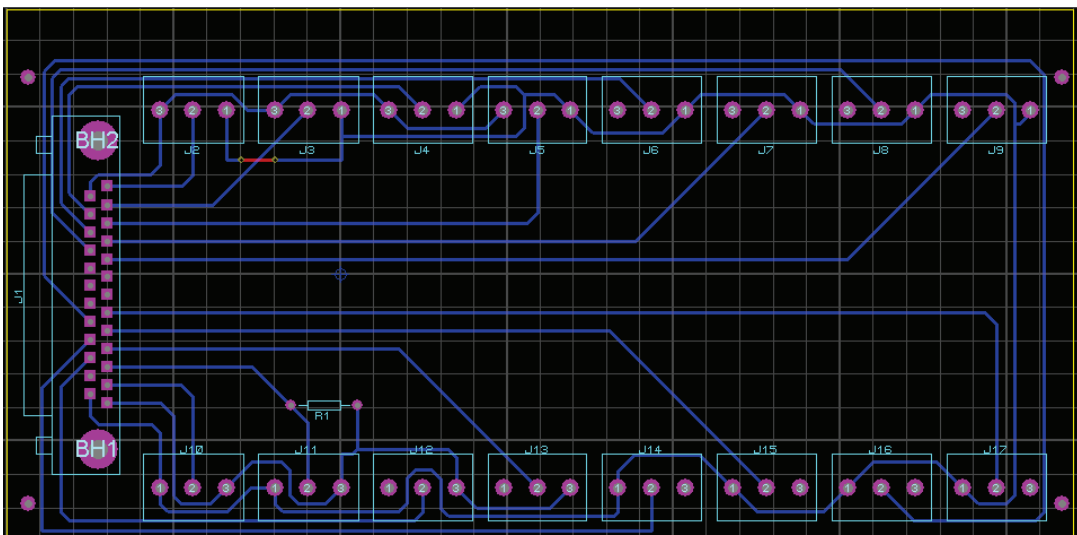 3 2 1 3 2 1 3 2 1 3 2 1 3 2 1 3 2 1 3 2 1 3 2 1
BH2
J2 J3 J4 J5 J6 J7 J8 J9
J1
R1
BH1
J10 J11 J12 J13 J14 J15 J16 J17
1 2 3 1 2 3 1 2 3 1 2 3 1 2 3 1 2 3 1 2 3 1 2 3